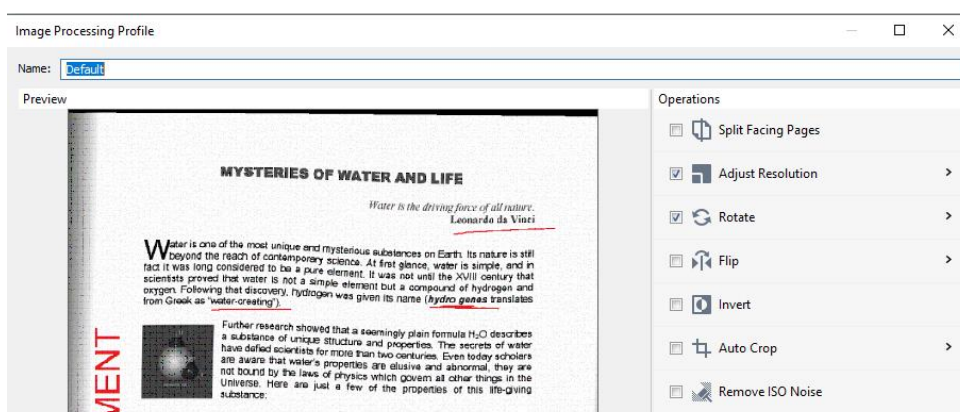 Image Processing Profile
Name: Default
Preview
MYSTERIES OF WATER AND LIFE
Water is the driving force of all nature.
Leonardo da Vinci
Water is one of the most unique and mysterious substances on Earth. Its nature is still
beyond the reach of contemporary science. At first glance, water is simple, and in
fact it was long considered to be a pure element. It was not until the XVIII century that
scientists proved that water is not a simple element but a compound of hydrogen and
oxygen. Following that discovery, hydrogen was given its name (hydro genes translates
from Greek as "water-creating").
Further research showed that a seemingly plain formula H₂O describes
a substance of unique structure and properties. The secrets of water
have defied scientists for more than two centuries. Even today scholars
are aware that water's properties are elusive and abnormal, they are
not bound by the laws of physics which govern all other things in the
Universe. Here are just a few of the properties of this life-giving
substance:
MENT
Operations
Split Facing Pages
Adjust Resolution
Rotate
Flip
Invert
Auto Crop
Remove ISO Noise